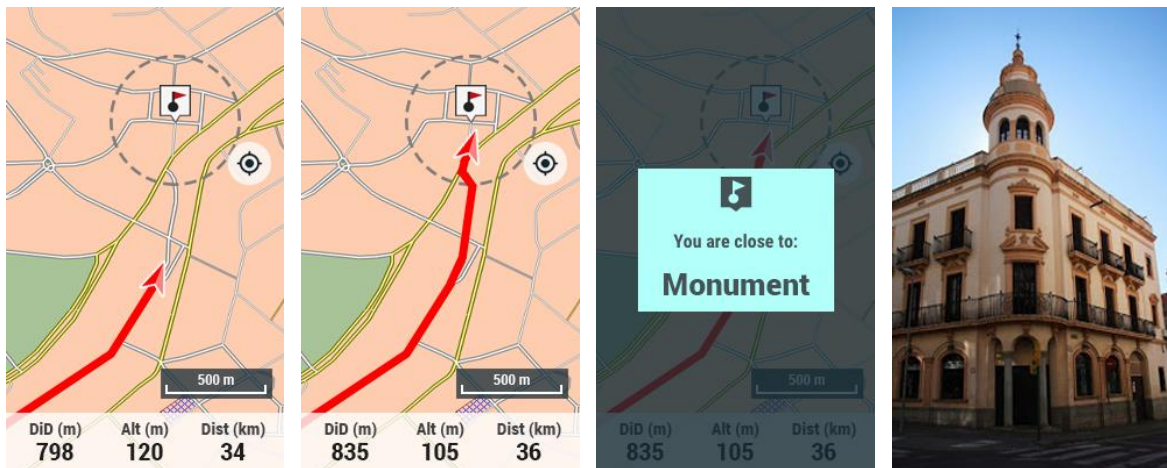 500 m
DiD (m) Alt (m) Dist (km)
798 120 34
500 m
DiD (m) Alt (m) Dist (km)
835 105 36
You are close to:
Monument
500 m
DiD (m) Alt (m) Dist (km)
835 105 36